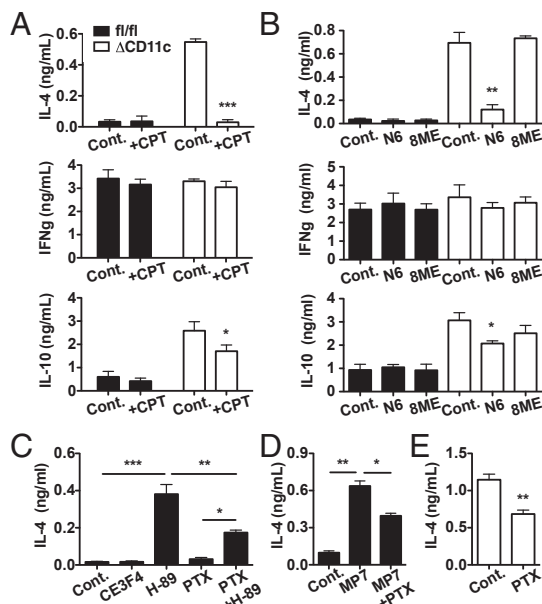 A
fl/fl
ΔCD11c
IL-4 (ng/mL)
0.6
0.4
0.2
0.0
***
Cont. +CPT Cont. +CPT
IFNg (ng/mL)
5
4
3
2
1
0
Cont. +CPT Cont. +CPT
IL-10 (ng/mL)
4
3
2
1
0
*
Cont. +CPT Cont. +CPT
B
IL-4 (ng/mL)
0.8
0.6
0.4
0.2
0.0
**
Cont. N6 8ME Cont. N6 8ME
IFNg (ng/mL)
5
4
3
2
1
0
Cont. N6 8ME Cont. N6 8ME
IL-10 (ng/mL)
4
3
2
1
0
*
Cont. N6 8ME Cont. N6 8ME
C
IL-4 (ng/ml)
0.6
0.4
0.2
0.0
*** **
*
Cont. CE3F4 H-89 PTX PTX
+H-89
D
IL-4 (ng/mL)
0.9
0.6
0.3
0.0
** *
Cont. MP7 MP7
+PTX
E
IL-4 (ng/mL)
1.5
1.0
0.5
0.0
**
Cont. PTX